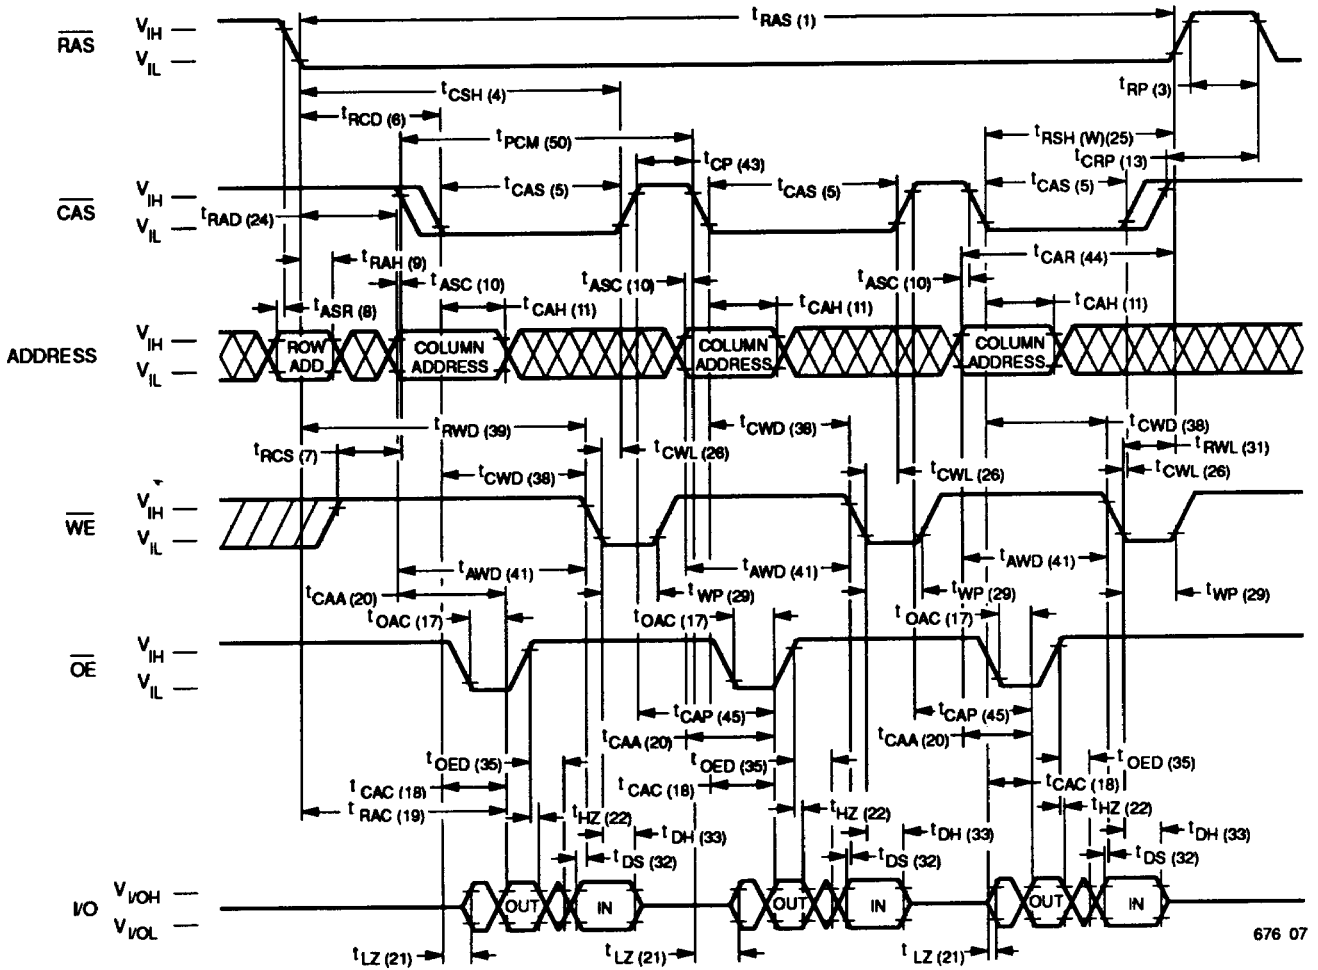 tRAS (1)
RAS
VIH
VIL
tRP (3)
tCSH (4)
tRCD (6)
tPCM (50)
tRSH (W)(25)
tCP (43)
tCRP (13)
CAS
VIH
VIL
tCAS (5)
tCAS (5)
tCAS (5)
tRAD (24)
tCAR (44)
tRAH (9)
tASC (10)
tASC (10)
tASC (10)
tASR (8)
tCAH (11)
tCAH (11)
tCAH (11)
ADDRESS
VIH
VIL
ROW ADD
COLUMN ADDRESS
COLUMN ADDRESS
COLUMN ADDRESS
tRWD (39)
tCWD (38)
tCWD (38)
tRCS (7)
tCWL (26)
tRWL (31)
tCWD (38)
tCWL (26)
tCWL (26)
WE
VIH
VIL
tAWD (41)
tAWD (41)
tAWD (41)
tCAA (20)
tWP (29)
tWP (29)
tWP (29)
tOAC (17)
tOAC (17)
tOAC (17)
OE
VIH
VIL
tCAP (45)
tCAP (45)
tCAA (20)
tCAA (20)
tOED (35)
tOED (35)
tOED (35)
tCAC (18)
tCAC (18)
tCAC (18)
tRAC (19)
tHZ (22)
tHZ (22)
tHZ (22)
tDH (33)
tDH (33)
tDH (33)
tDS (32)
tDS (32)
tDS (32)
I/O
VI/OH
VI/OL
OUT
IN
OUT
IN
OUT
IN
tLZ (21)
tLZ (21)
tLZ (21)
676 07